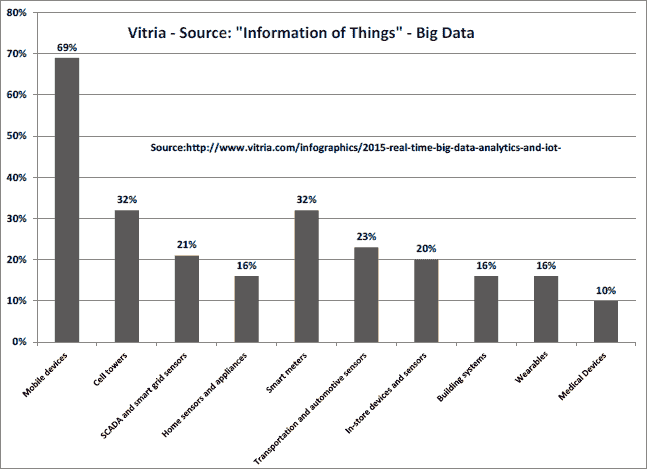 Vitria - Source: "Information of Things" - Big Data
Source:http://www.vitria.com/infographics/2015-real-time-big-data-analytics-and-iot-
80%
70%
60%
50%
40%
30%
20%
10%
0%
69%
32%
21%
16%
32%
23%
20%
16%
16%
10%
Mobile devices
Cell towers
SCADA and smart grid sensors
Home sensors and appliances
Smart meters
Transportation and automotive sensors
In-store devices and sensors
Building systems
Wearables
Medical Devices